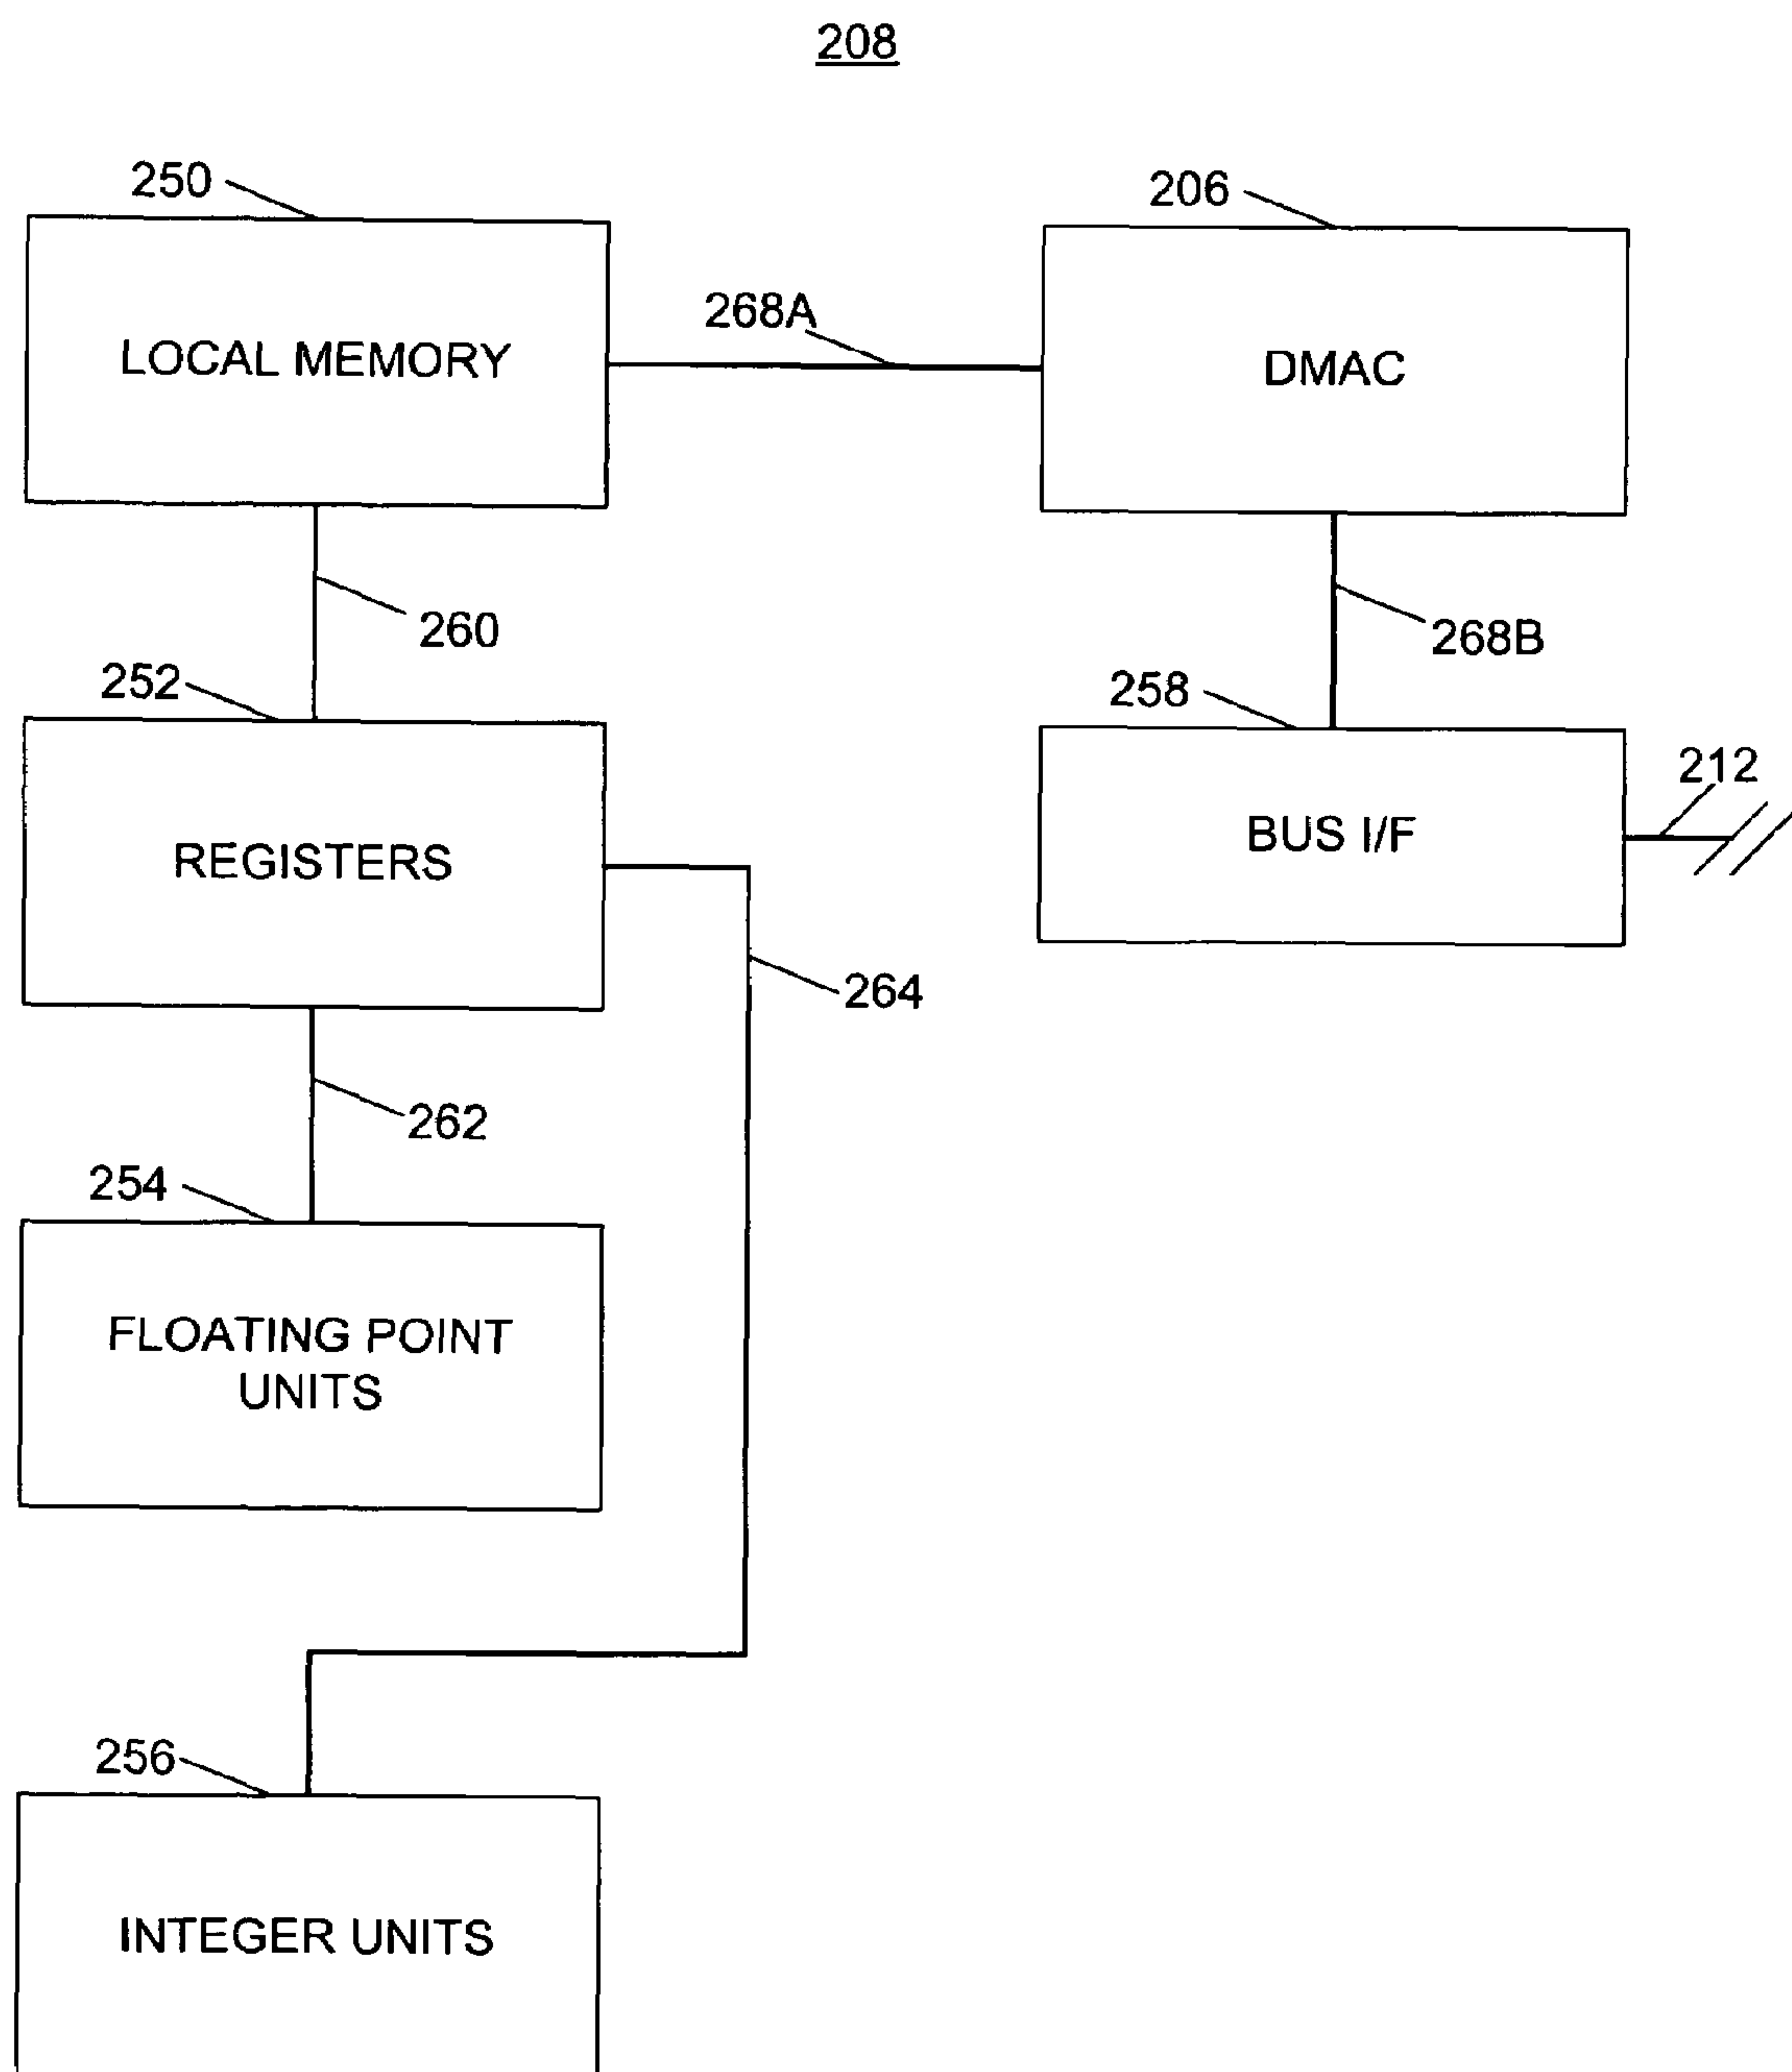 208
250
206
LOCAL MEMORY
268A
DMAC
260
268B
252
258
212
REGISTERS
BUS I/F
264
262
254
FLOATING POINT
UNITS
256
INTEGER UNITS